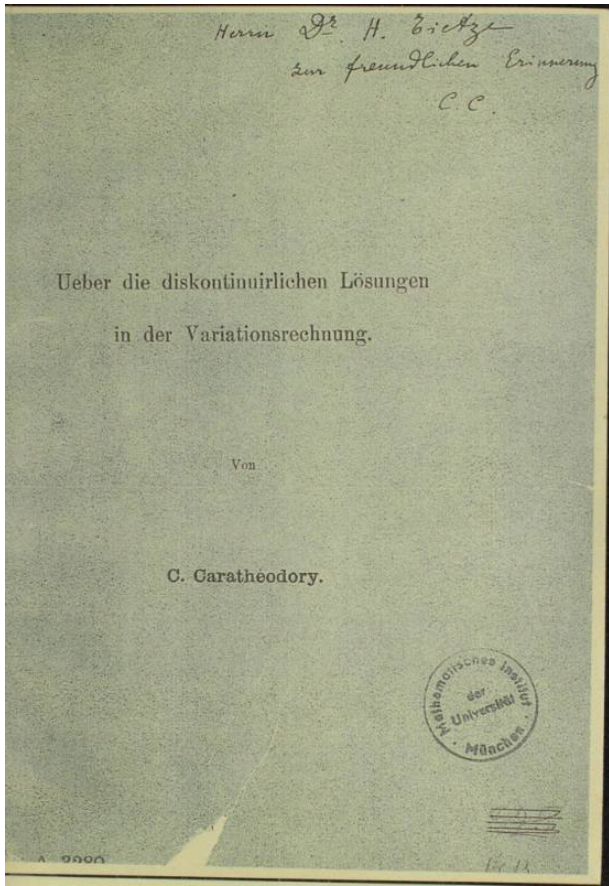 Herrn Dr. H. Tietze
zur freundlichen Erinnerung
C. C.
Ueber die diskontinuirlichen Lösungen
in der Variationsrechnung.
Von
C. Caratheodory.
Mathematisches Institut
der
Universität
München